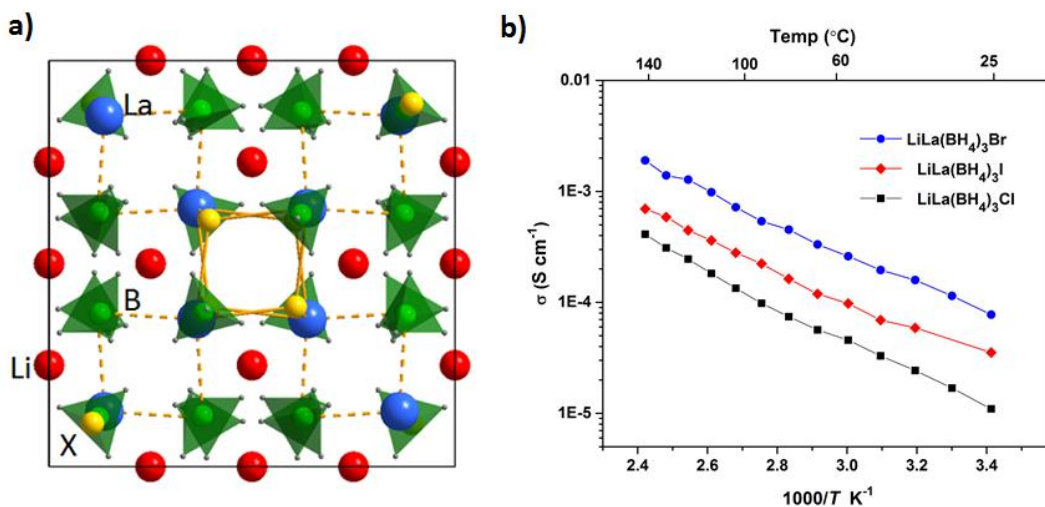 a)
La
B
Li
X
b)
Temp (°C)
140 100 60 25
0.01
1E-3
1E-4
1E-5
σ (S cm⁻¹)
LiLa(BH₄)₃Br
LiLa(BH₄)₃I
LiLa(BH₄)₃Cl
2.4 2.6 2.8 3.0 3.2 3.4
1000/T K⁻¹